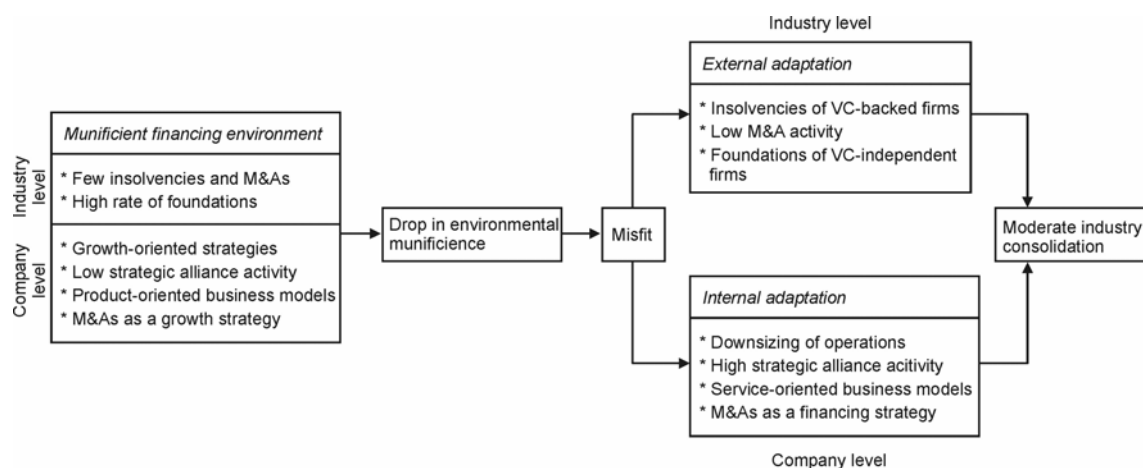 Industry level
External adaptation
* Insolvencies of VC-backed firms
* Low M&A activity
* Foundations of VC-independent
firms
Industry
level
Company
level
Munificient financing environment
* Few insolvencies and M&As
* High rate of foundations
* Growth-oriented strategies
* Low strategic alliance activity
* Product-oriented business models
* M&As as a growth strategy
Drop in environmental
munificience
Misfit
Moderate industry
consolidation
Internal adaptation
* Downsizing of operations
* High strategic alliance acitivity
* Service-oriented business models
* M&As as a financing strategy
Company level